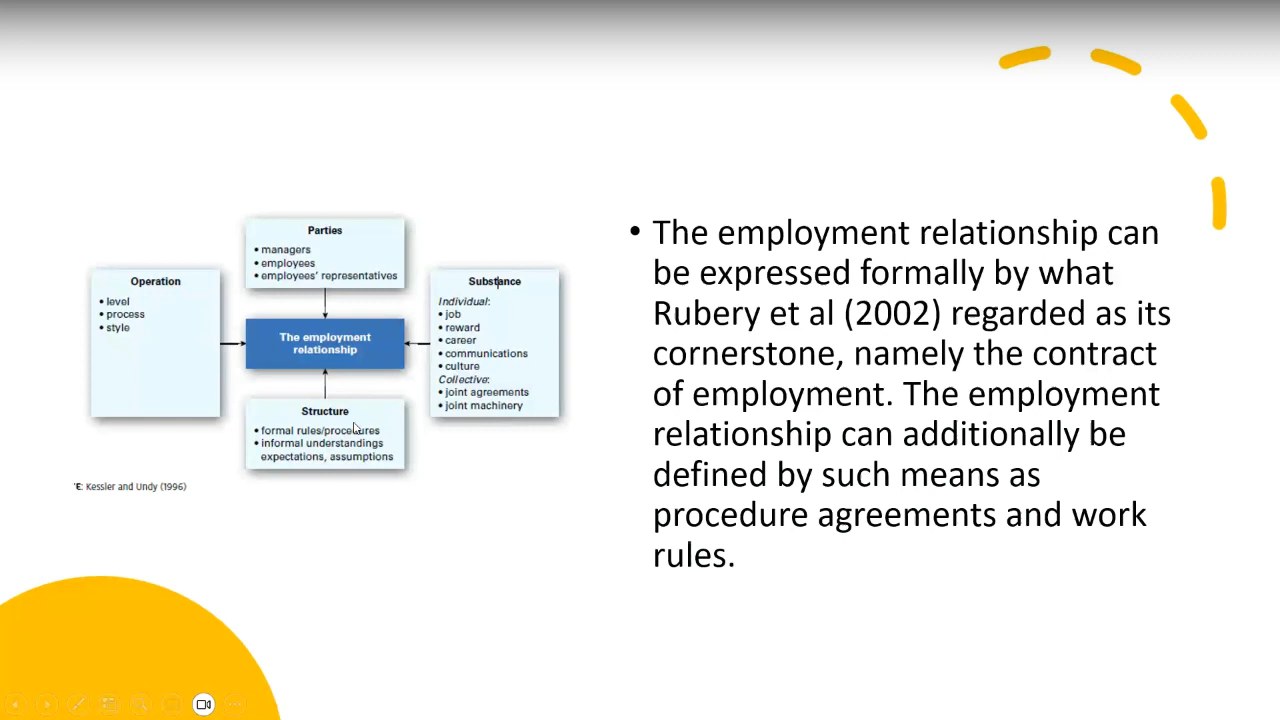 Parties
• managers
• employees
• employees’ representatives
Operation
• level
• process
• style
Substance
Individual:
• job
• reward
• career
• communications
• culture
Collective:
• joint agreements
• joint machinery
The employment
relationship
Structure
• formal rules/procedures
• informal understandings
expectations, assumptions
: Kessler and Undy (1996)
• The employment relationship can
be expressed formally by what
Rubery et al (2002) regarded as its
cornerstone, namely the contract
of employment. The employment
relationship can additionally be
defined by such means as
procedure agreements and work
rules.